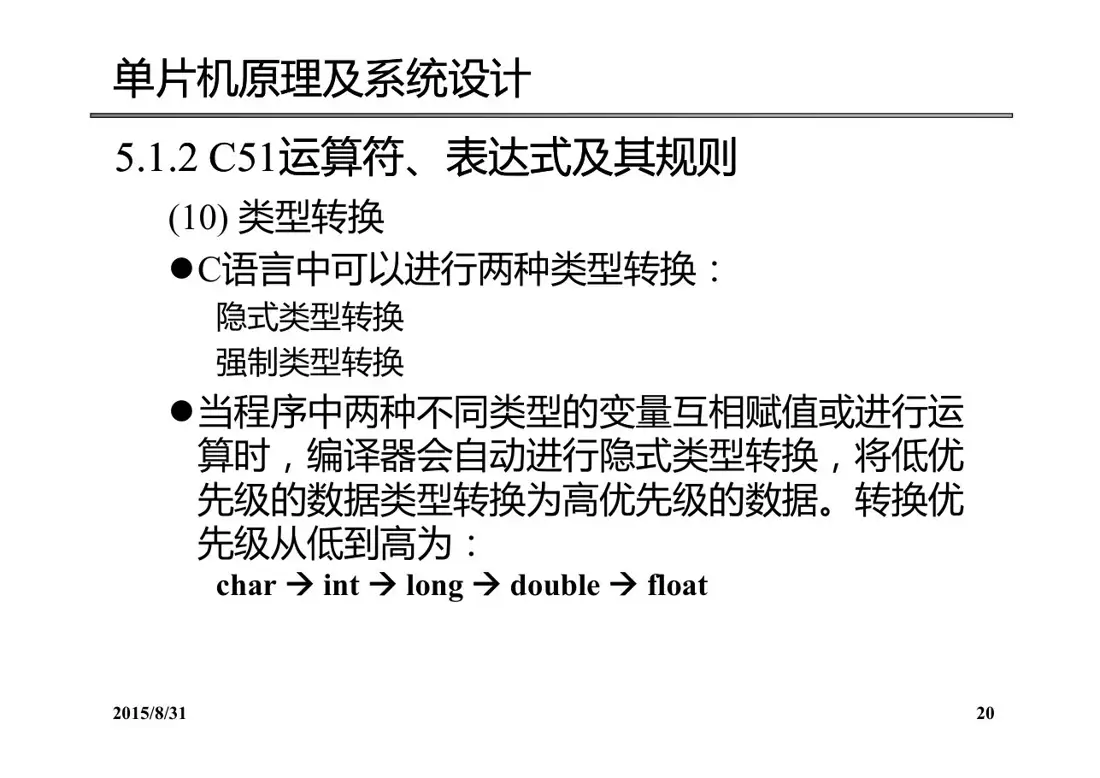 单片机原理及系统设计
5.1.2 C51运算符、表达式及其规则
(10) 类型转换
●C语言中可以进行两种类型转换：
隐式类型转换
强制类型转换
●当程序中两种不同类型的变量互相赋值或进行运
算时，编译器会自动进行隐式类型转换，将低优
先级的数据类型转换为高优先级的数据。转换优
先级从低到高为：
char → int → long → double → float
2015/8/31 20